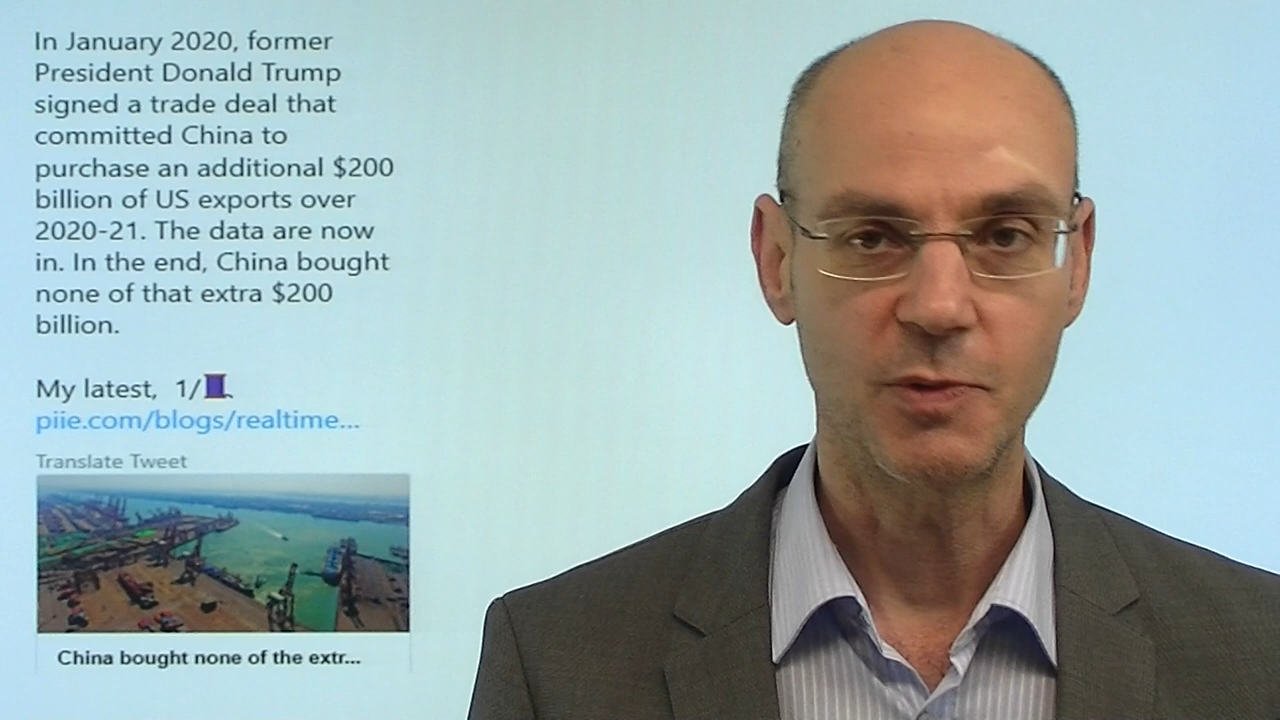 In January 2020, former
President Donald Trump
signed a trade deal that
committed China to
purchase an additional $200
billion of US exports over
2020-21. The data are now
in. In the end, China bought
none of that extra $200
billion.
My latest, 1/🧵
piie.com/blogs/realtime...
Translate Tweet
China bought none of the extr...